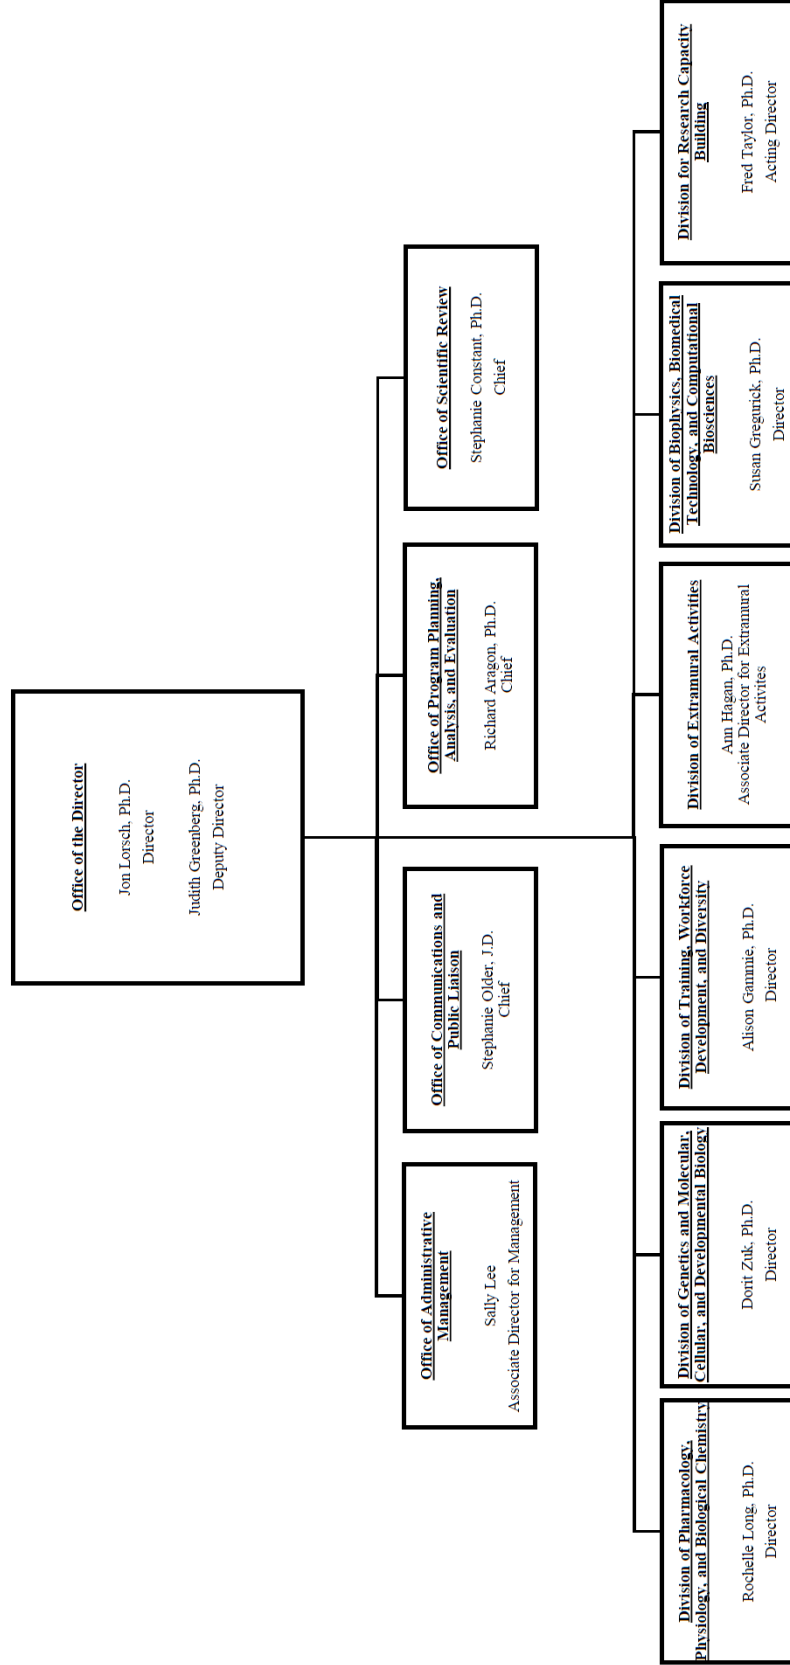 Office of the Director
Jon Lorsch, Ph.D.
Director
Judith Greenberg, Ph.D.
Deputy Director
Office of Administrative
Management
Sally Lee
Associate Director for Management
Office of Communications and
Public Liaison
Stephanie Older, J.D.
Chief
Office of Program Planning,
Analysis, and Evaluation
Richard Aragon, Ph.D.
Chief
Office of Scientific Review
Stephanie Constant, Ph.D.
Chief
Division of Pharmacology,
Physiology, and Biological Chemistry
Rochelle Long, Ph.D.
Director
Division of Genetics and Molecular,
Cellular, and Developmental Biology
Dorit Zuk, Ph.D.
Director
Division of Training, Workforce
Development, and Diversity
Alison Gammie, Ph.D.
Director
Division of Extramural Activities
Ann Hagan, Ph.D.
Associate Director for Extramural
Activites
Division of Biophysics, Biomedical
Technology, and Computational
Biosciences
Susan Gregurick, Ph.D.
Director
Division for Research Capacity
Building
Fred Taylor, Ph.D.
Acting Director